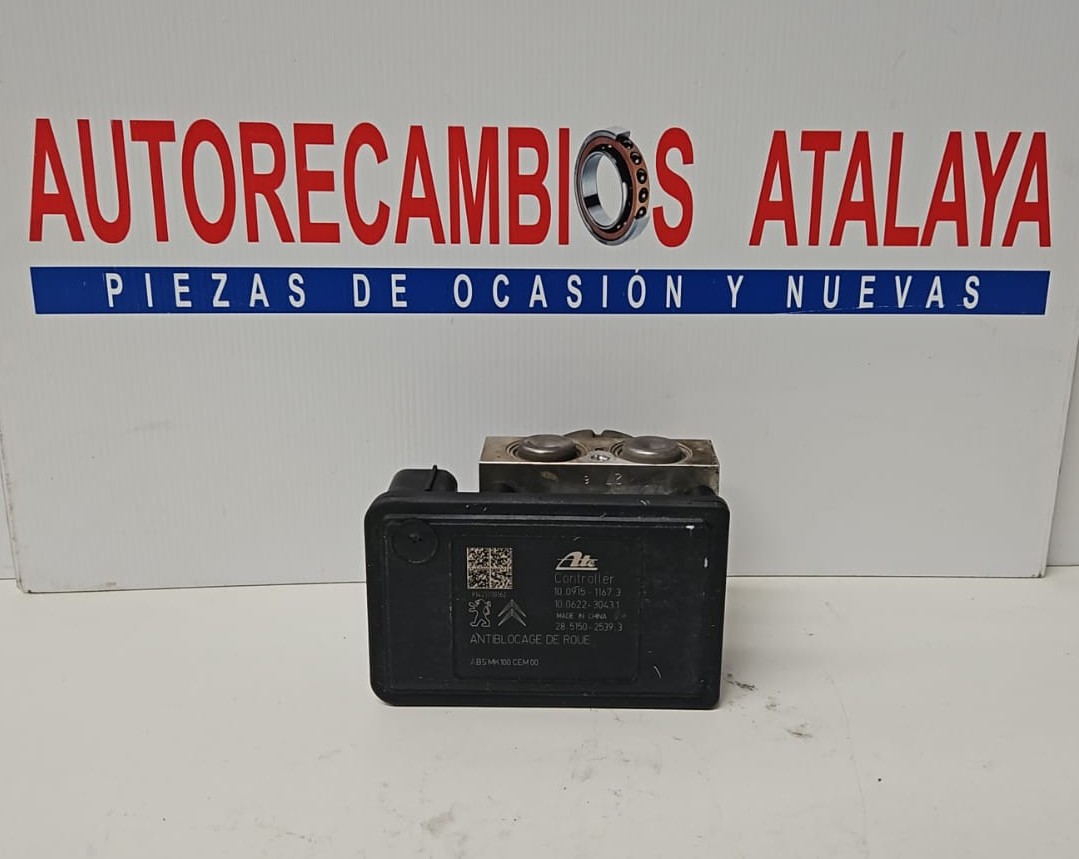 AUTORECAMBIOS ATALAYA
PIEZAS DE OCASIÓN Y NUEVAS
Ate
Controller
10.0915-1167.3
10.0622-3043.1
MADE IN CHINA
28.5150-2539.3
ANTIBLOCAGE DE ROUE
ABS MK100 CEM 00